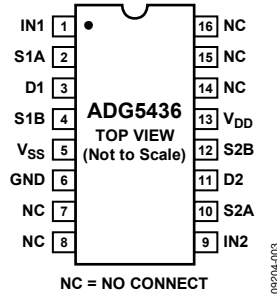 IN1 1
S1A 2
D1 3
S1B 4
VSS 5
GND 6
NC 7
NC 8
ADG5436
TOP VIEW
(Not to Scale)
16 NC
15 NC
14 NC
13 VDD
12 S2B
11 D2
10 S2A
9 IN2
NC = NO CONNECT
09204-003